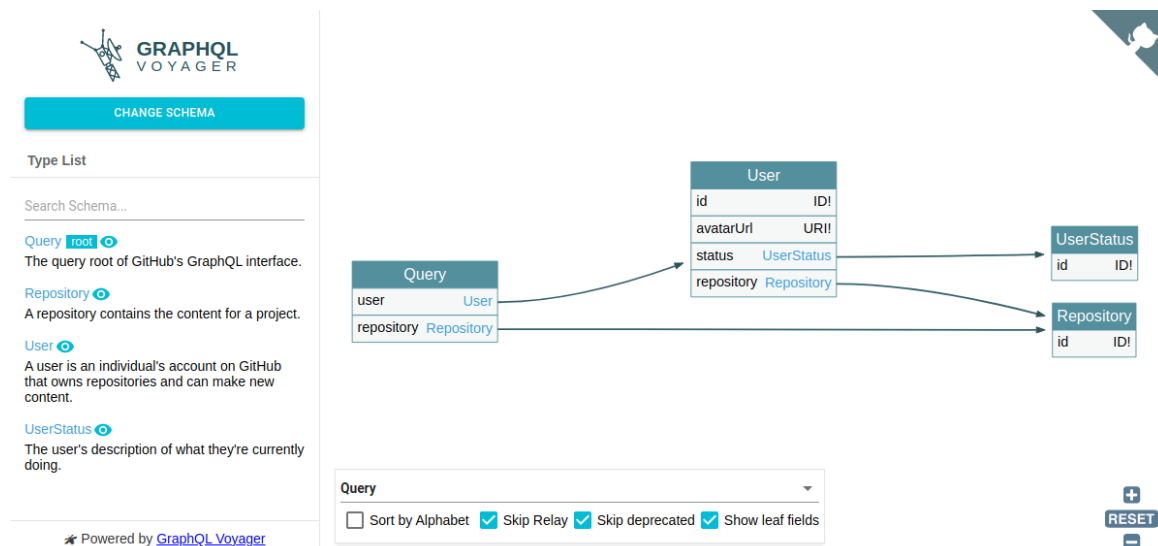 GRAPHQL
VOYAGER
CHANGE SCHEMA
Type List
Search Schema...
Query root
The query root of GitHub's GraphQL interface.
Repository
A repository contains the content for a project.
User
A user is an individual's account on GitHub
that owns repositories and can make new
content.
UserStatus
The user's description of what they're currently
doing.
Powered by GraphQL Voyager
Query
user User
repository Repository
User
id ID!
avatarUrl URI!
status UserStatus
repository Repository
UserStatus
id ID!
Repository
id ID!
Query
Sort by Alphabet Skip Relay Skip deprecated Show leaf fields
RESET